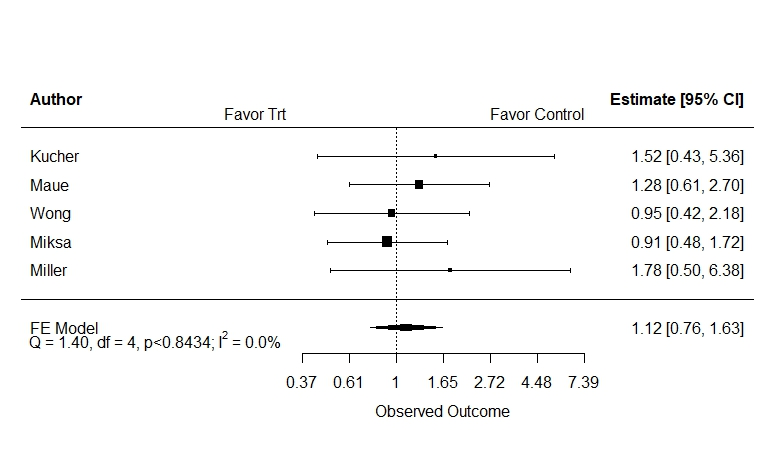 Author Estimate [95% CI]
Favor Trt Favor Control
Kucher 1.52 [0.43, 5.36]
Maue 1.28 [0.61, 2.70]
Wong 0.95 [0.42, 2.18]
Miksa 0.91 [0.48, 1.72]
Miller 1.78 [0.50, 6.38]
FE Model 1.12 [0.76, 1.63]
Q = 1.40, df = 4, p<0.8434; I² = 0.0%
0.37 0.61 1 1.65 2.72 4.48 7.39
Observed Outcome